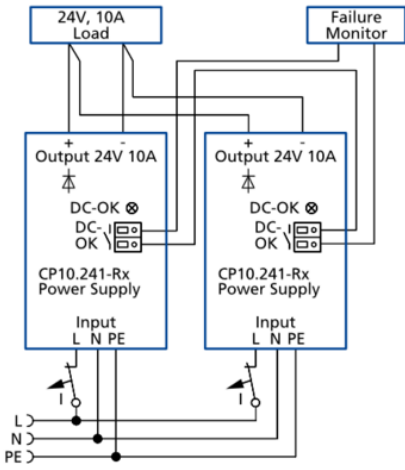 24V, 10A
Load
Failure
Monitor
+ -
Output 24V 10A
DC-OK
DC-
OK
CP10.241-Rx
Power Supply
Input
L N PE
I
+ -
Output 24V 10A
DC-OK
DC-
OK
CP10.241-Rx
Power Supply
Input
L N PE
I
L
N
PE